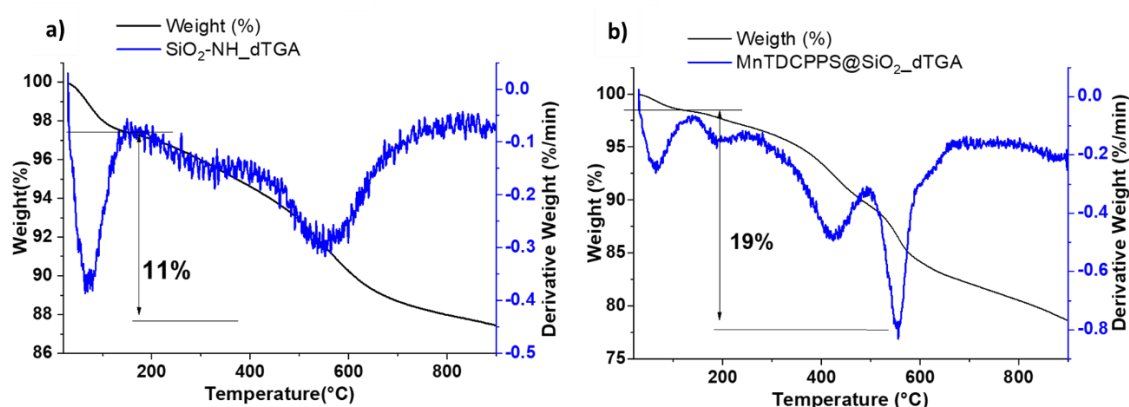 a)
Weight (%)
SiO₂-NH_dTGA
100
98
96
94
92
90
88
86
Weight(%)
11%
200
400
600
800
Temperature(°C)
0.0
-0.1
-0.2
-0.3
-0.4
-0.5
Derivative Weight (%/min)
b)
Weigth (%)
MnTDCPPS@SiO₂_dTGA
100
95
90
85
80
75
Weight (%)
19%
200
400
600
800
Temperature (°C)
0.0
-0.2
-0.4
-0.6
-0.8
Derivative Weight (%/min)